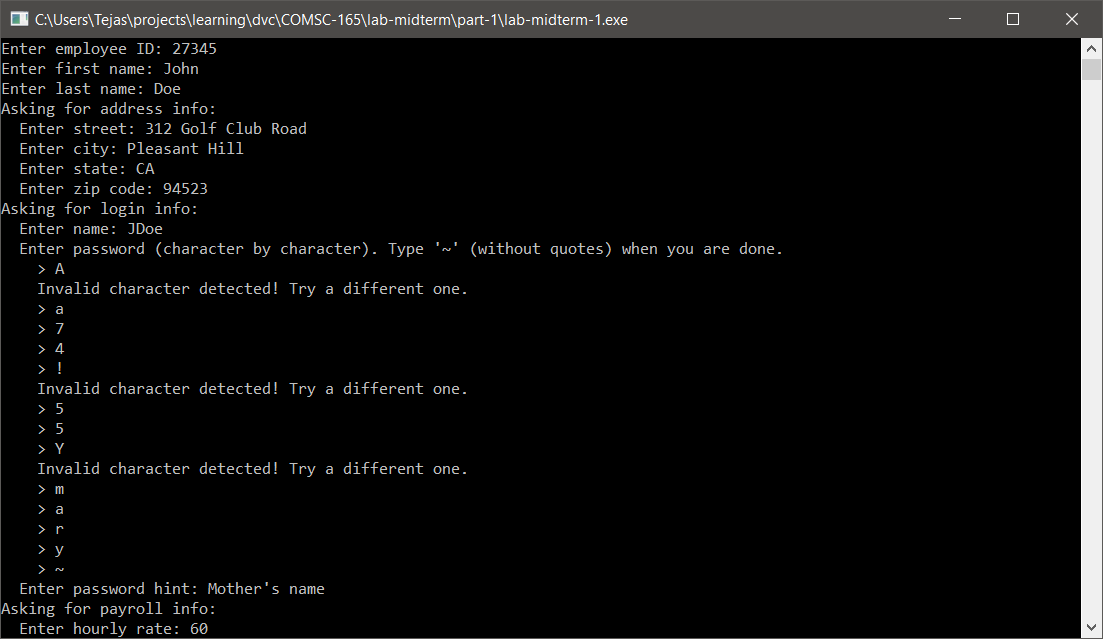 C:\Users\Tejas\projects\learning\dvc\COMSC-165\lab-midterm\part-1\lab-midterm-1.exe
Enter employee ID: 27345
Enter first name: John
Enter last name: Doe
Asking for address info:
  Enter street: 312 Golf Club Road
  Enter city: Pleasant Hill
  Enter state: CA
  Enter zip code: 94523
Asking for login info:
  Enter name: JDoe
  Enter password (character by character). Type '~' (without quotes) when you are done.
    > A
    Invalid character detected! Try a different one.
    > a
    > 7
    > 4
    > !
    Invalid character detected! Try a different one.
    > 5
    > 5
    > Y
    Invalid character detected! Try a different one.
    > m
    > a
    > r
    > y
    > ~
  Enter password hint: Mother's name
Asking for payroll info:
  Enter hourly rate: 60